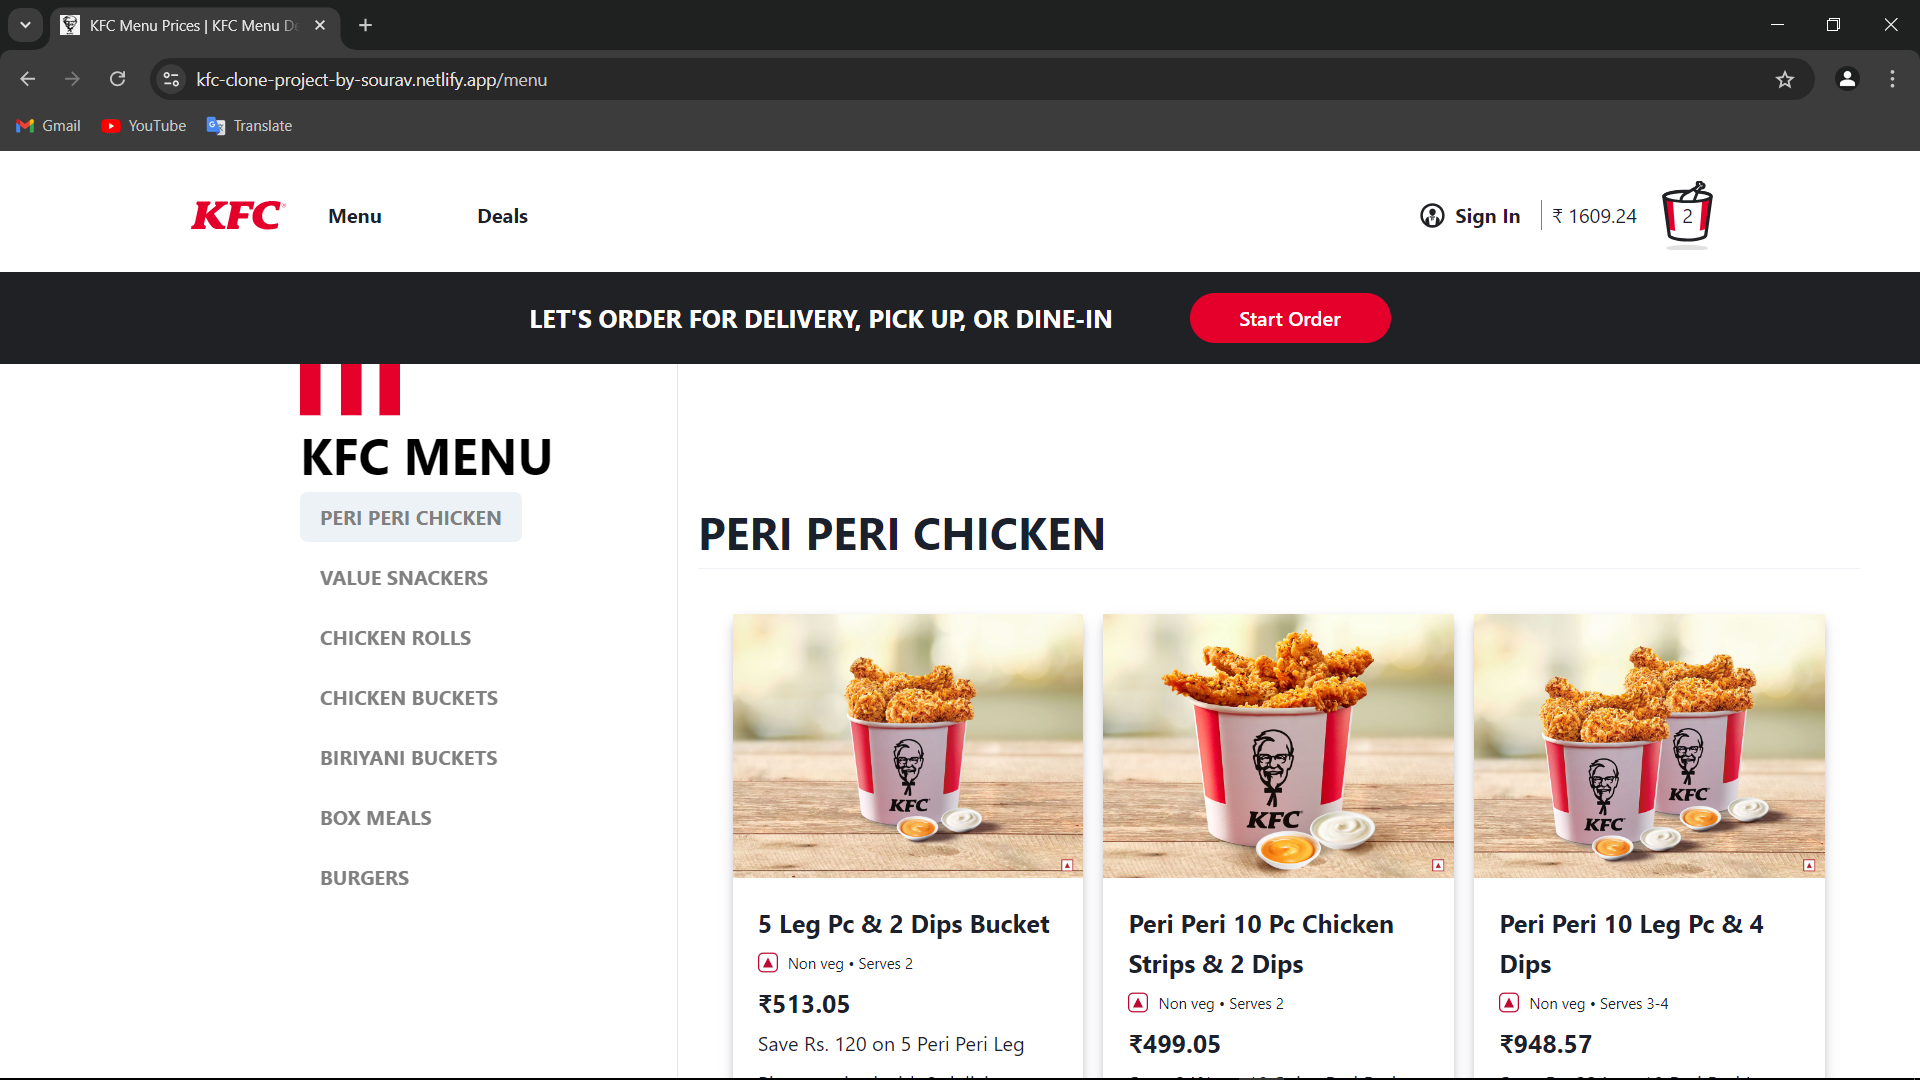 KFC Menu Prices | KFC Menu De
kfc-clone-project-by-sourav.netlify.app/menu
Gmail
YouTube
Translate
KFC
Menu
Deals
Sign In
₹ 1609.24
2
LET'S ORDER FOR DELIVERY, PICK UP, OR DINE-IN
Start Order
KFC MENU
PERI PERI CHICKEN
VALUE SNACKERS
CHICKEN ROLLS
CHICKEN BUCKETS
BIRIYANI BUCKETS
BOX MEALS
BURGERS
PERI PERI CHICKEN
KFC
KFC
KFC
KFC
5 Leg Pc & 2 Dips Bucket
Non veg • Serves 2
₹513.05
Save Rs. 120 on 5 Peri Peri Leg
Peri Peri 10 Pc Chicken
Strips & 2 Dips
Non veg • Serves 2
₹499.05
Peri Peri 10 Leg Pc & 4
Dips
Non veg • Serves 3-4
₹948.57